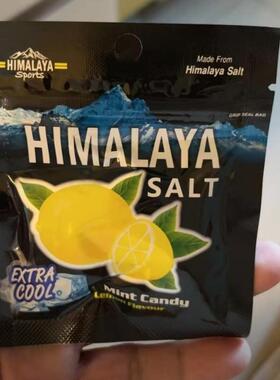 HIMALAYA
Sports
Made From
Himalaya Salt
GRIP SEAL BAG
HIMALAYA
SALT
EXTRA
COOL
Mint Candy
Lemon Flavour